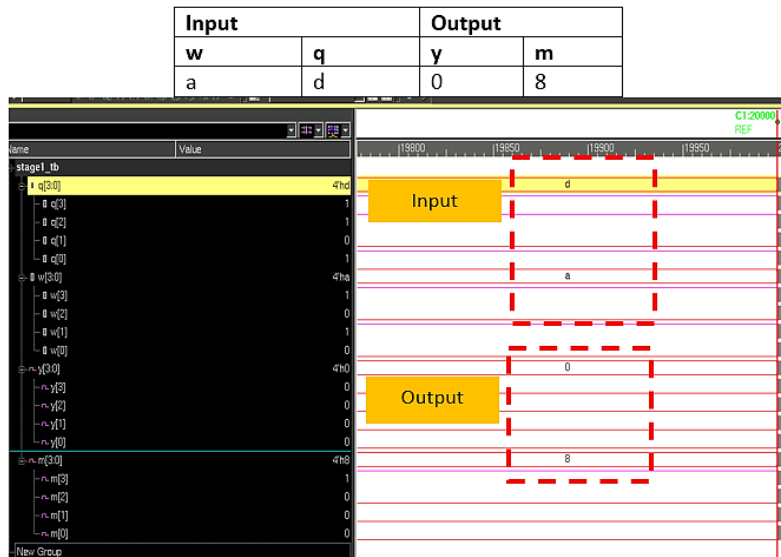 Input Output
w q y m
a d 0 8
C1:20000
REF
Name Value
19800 19850 19900 19950
stage1_tb
q[3:0] 4'hd d
Input
q[3] 1
q[2] 1
q[1] 0
q[0] 1
w[3:0] 4'ha a
w[3] 1
w[2] 0
w[1] 1
w[0] 0
y[3:0] 4'h0 0
y[3] 0
Output
y[2] 0
y[1] 0
y[0] 0
m[3:0] 4'h8 8
m[3] 1
m[2] 0
m[1] 0
m[0] 0
New Group